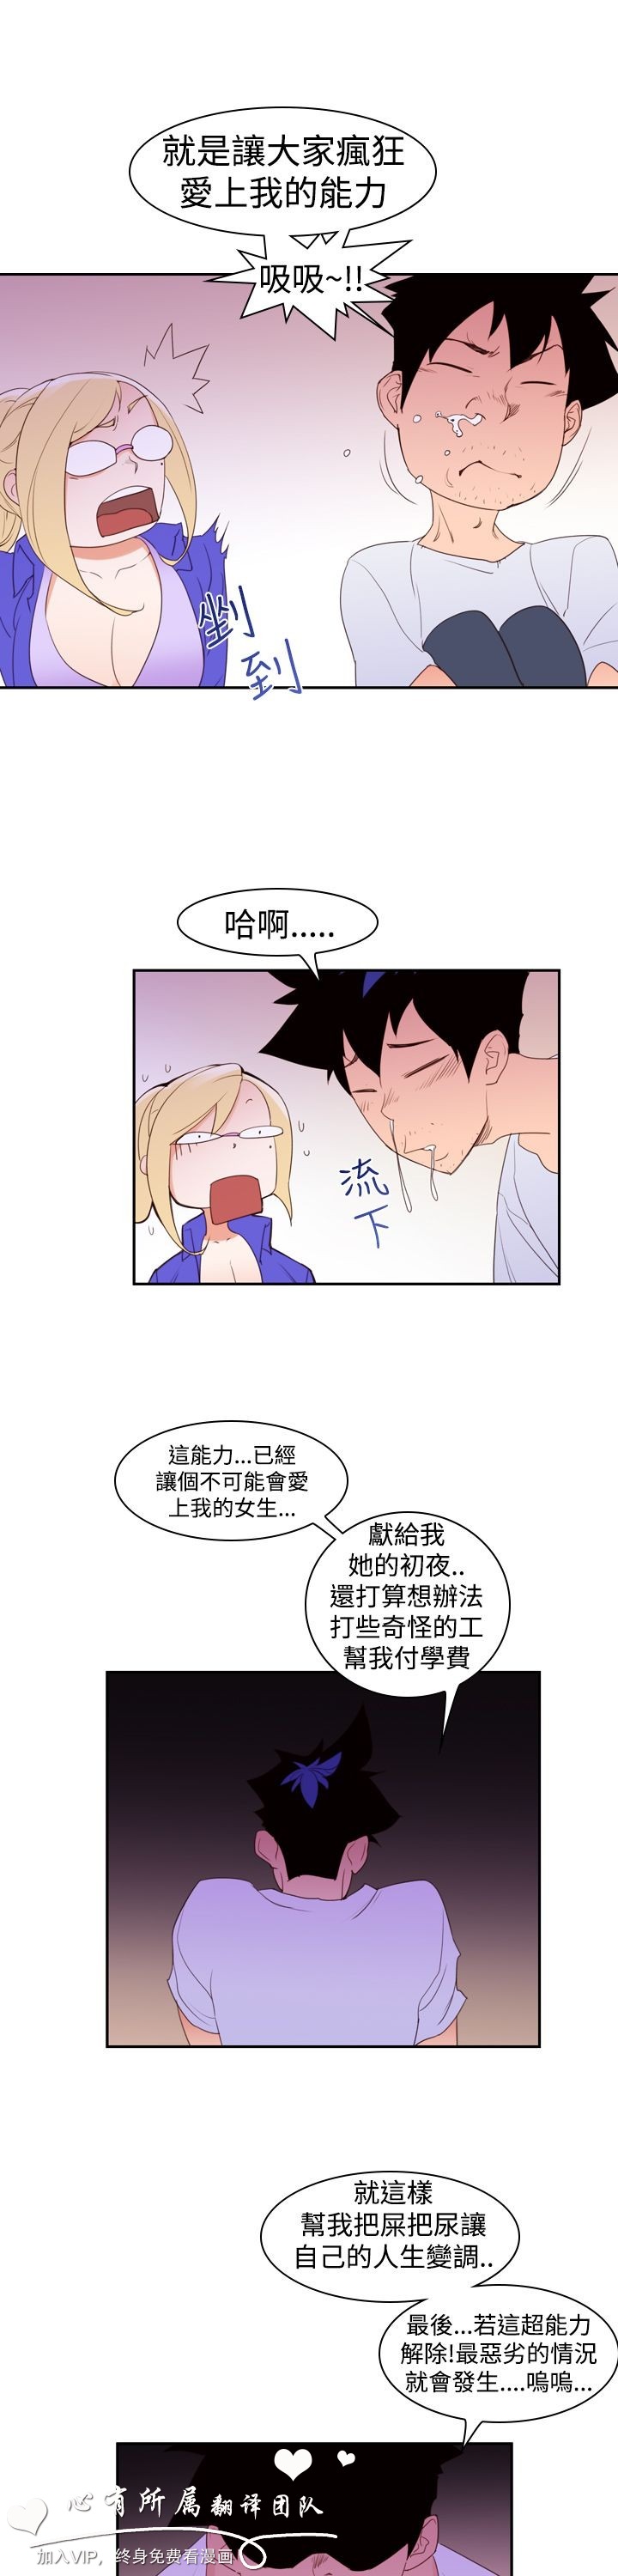 就是讓大家瘋狂
愛上我的能力
吸吸~!!
剉
到
哈啊.....
流
下
這能力...已經
讓個不可能會愛
上我的女生...
獻給我
她的初夜..
還打算想辦法
打些奇怪的工
幫我付學費
就這樣
幫我把屎把尿讓
自己的人生變調..
最後...若這超能力
解除!最惡劣的情況
就會發生....嗚嗚...
心有所属翻译团队
加入VIP，终身免费看漫画